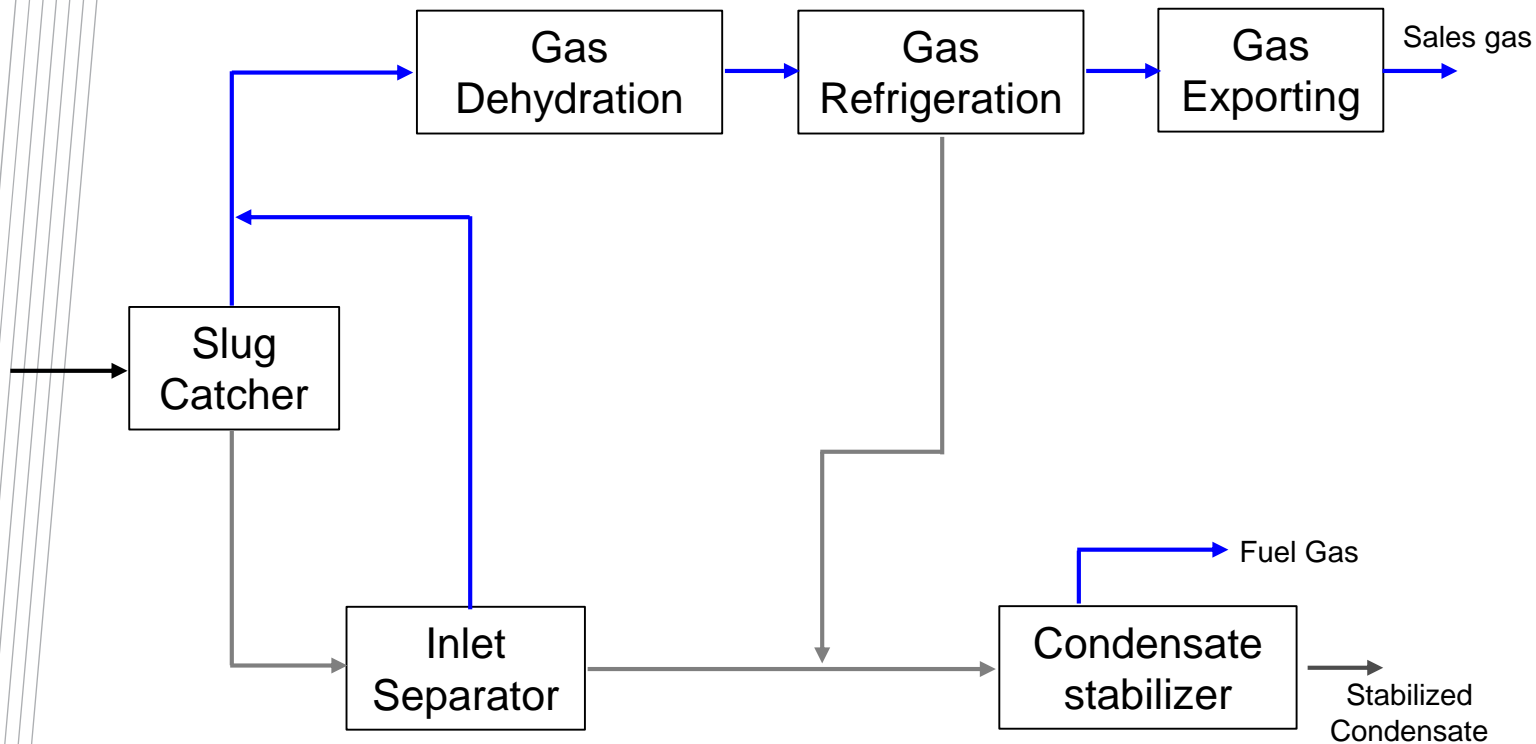 Gas
Dehydration
Gas
Refrigeration
Gas
Exporting
Sales gas
Slug
Catcher
Fuel Gas
Inlet
Separator
Condensate
stabilizer
Stabilized
Condensate